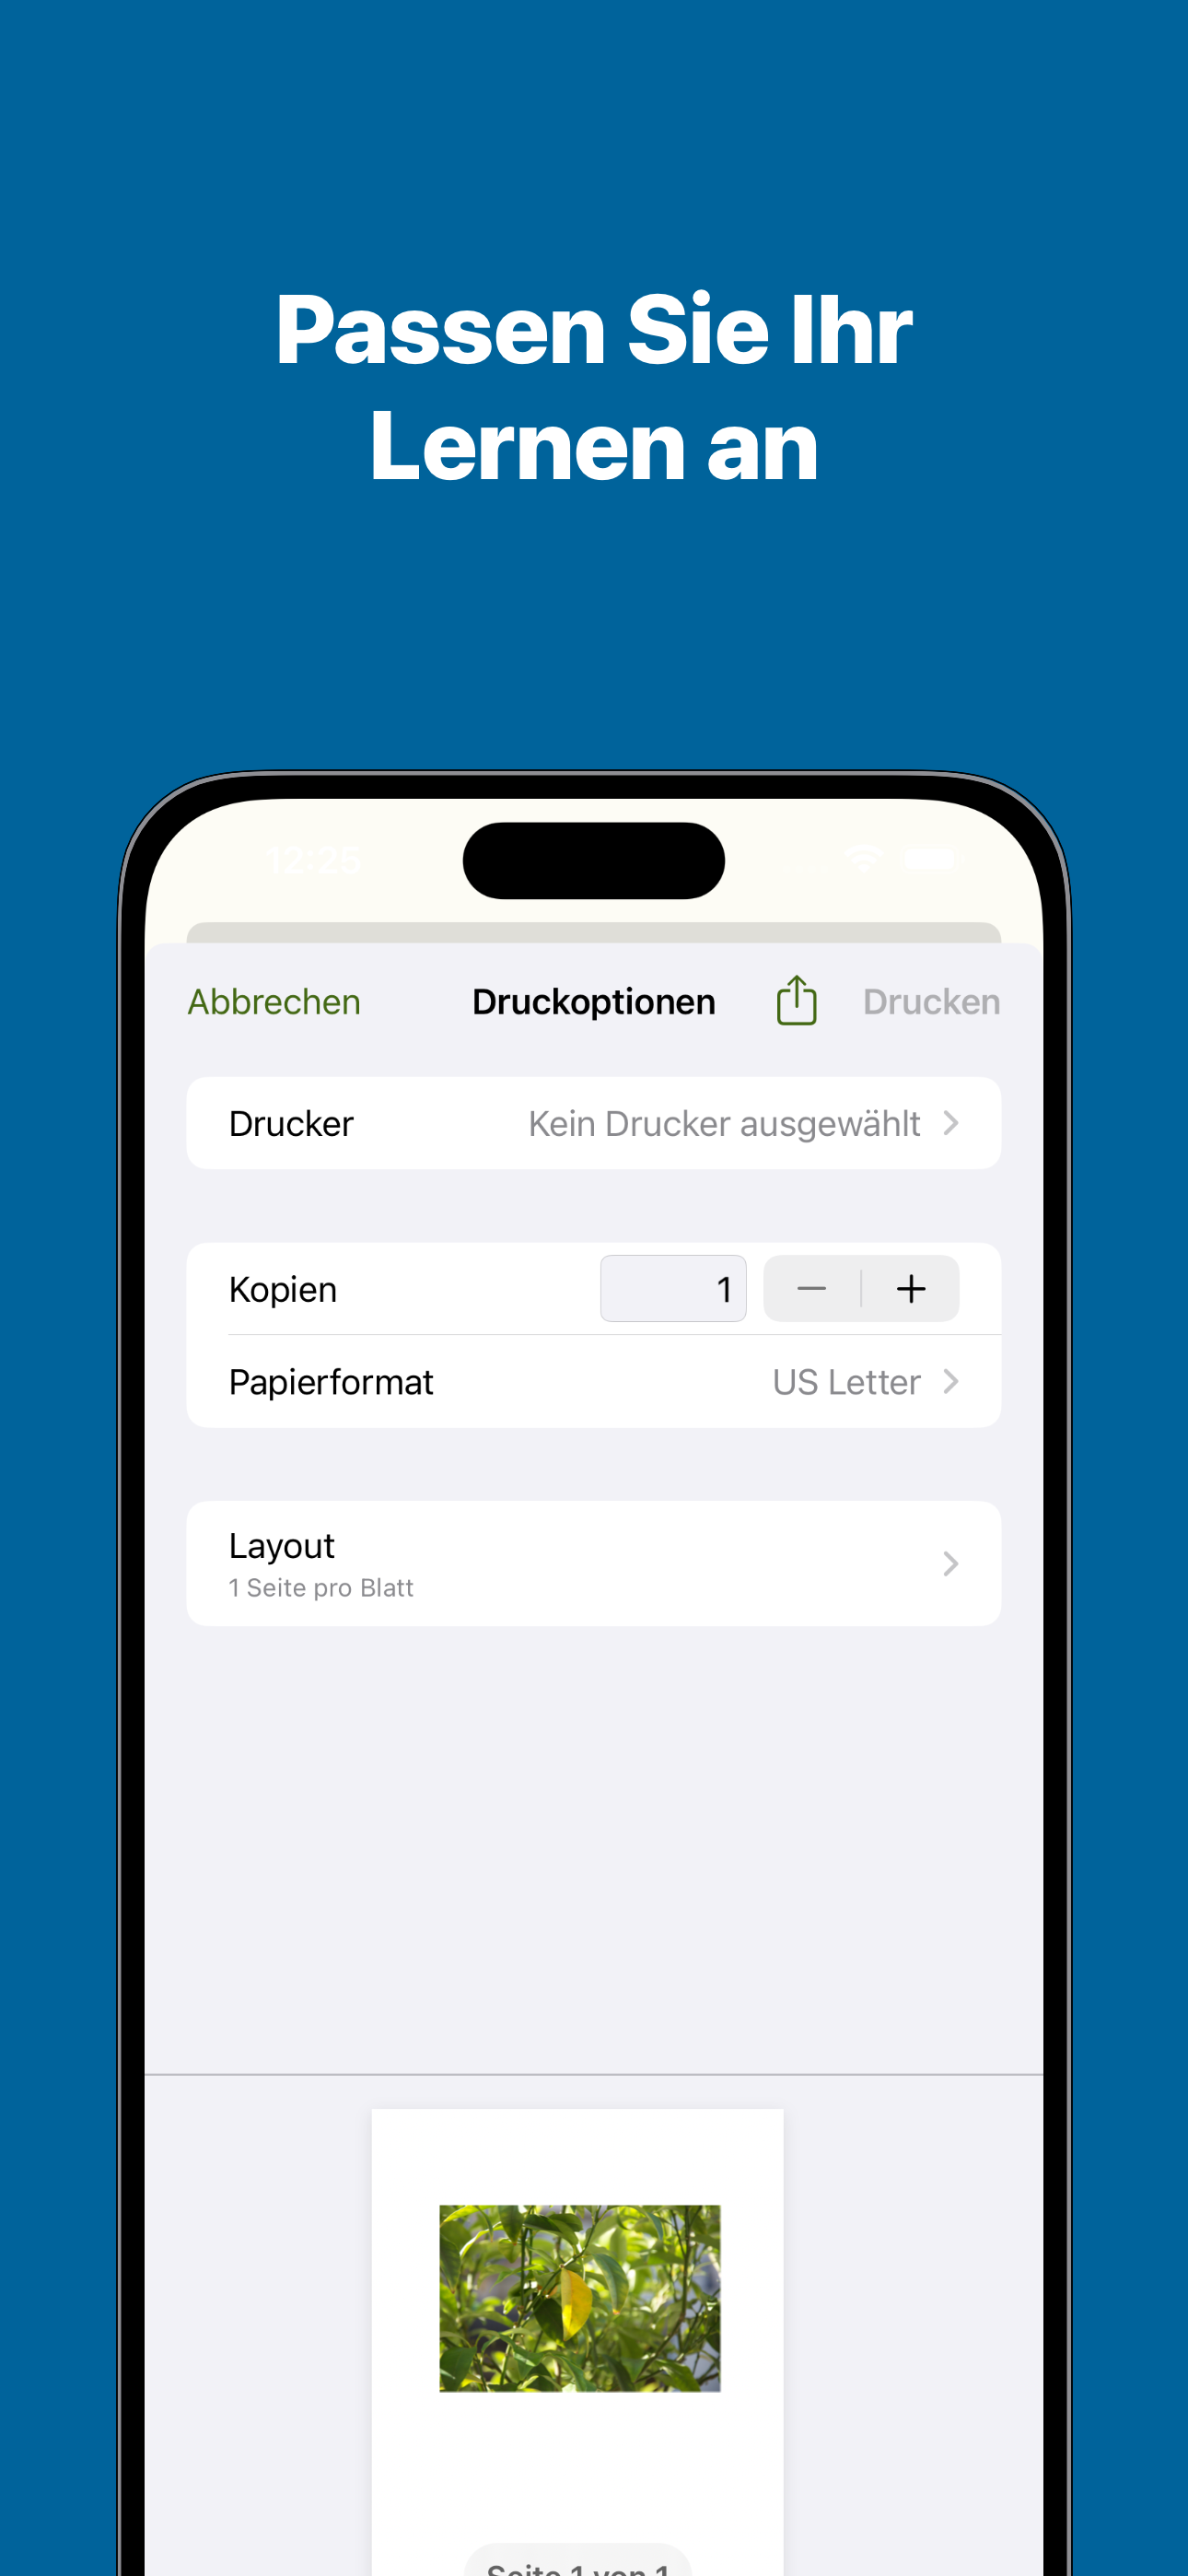 Passen Sie Ihr
Lernen an
12:25
Abbrechen Druckoptionen Drucken
Drucker Kein Drucker ausgewählt
Kopien 1
Papierformat US Letter
Layout
1 Seite pro Blatt
Seite 1 von 1